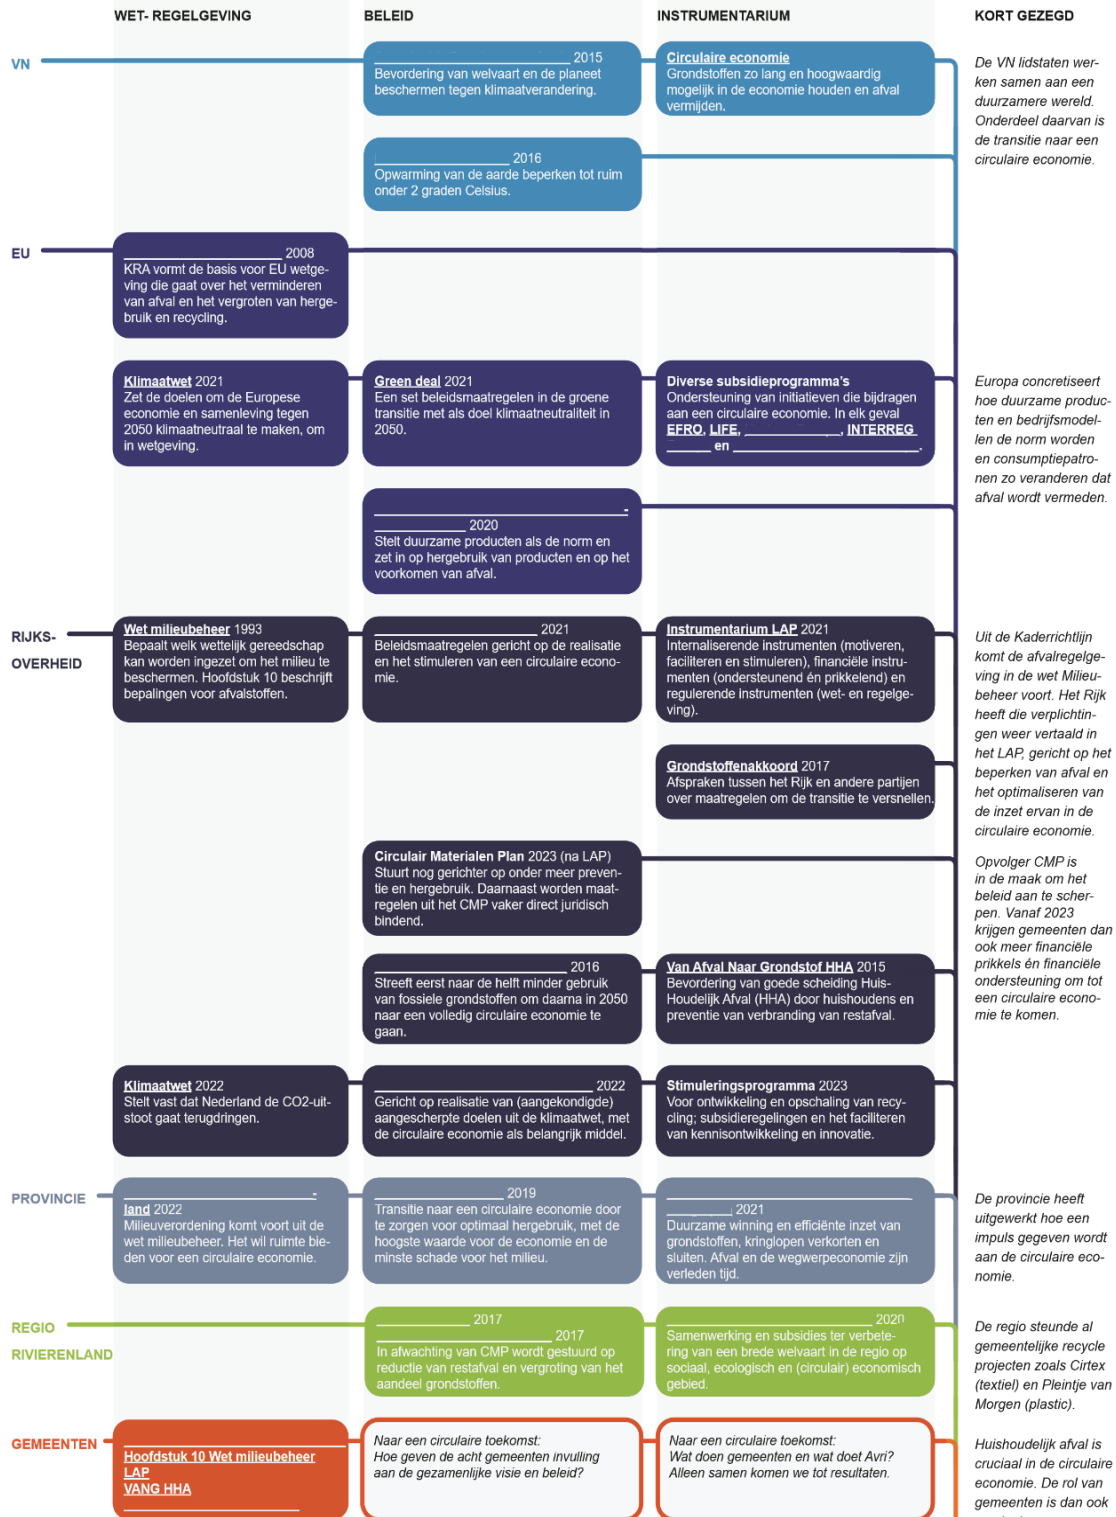 WET- REGELGEVING
BELEID
INSTRUMENTARIUM
KORT GEZEGD
VN
2015
Bevordering van welvaart en de planeet
beschermen tegen klimaatverandering.
Circulaire economie
Grondstoffen zo lang en hoogwaardig
mogelijk in de economie houden en afval
vermijden.
De VN lidstaten wer-
ken samen aan een
duurzamere wereld.
Onderdeel daarvan is
de transitie naar een
circulaire economie.
2016
Opwarming van de aarde beperken tot ruim
onder 2 graden Celsius.
EU
2008
KRA vormt de basis voor EU wetge-
ving die gaat over het verminderen
van afval en het vergroten van herge-
bruik en recycling.
Klimaatwet 2021
Zet de doelen om de Europese
economie en samenleving tegen
2050 klimaatneutraal te maken, om
in wetgeving.
Green deal 2021
Een set beleidsmaatregelen in de groene
transitie met als doel klimaatneutraliteit in
2050.
Diverse subsidieprogramma's
Ondersteuning van initiatieven die bijdragen
aan een circulaire economie. In elk geval
EFRO, LIFE, , INTERREG
en .
Europa concretiseert
hoe duurzame produc-
ten en bedrijfsmodel-
len de norm worden
en consumptiepatro-
nen zo veranderen dat
afval wordt vermeden.
-
2020
Stelt duurzame producten als de norm en
zet in op hergebruik van producten en op het
voorkomen van afval.
RIJKS-
OVERHEID
Wet milieubeheer 1993
Bepaalt welk wettelijk gereedschap
kan worden ingezet om het milieu te
beschermen. Hoofdstuk 10 beschrijft
bepalingen voor afvalstoffen.
2021
Beleidsmaatregelen gericht op de realisatie
en het stimuleren van een circulaire econo-
mie.
Instrumentarium LAP 2021
Internaliserende instrumenten (motiveren,
faciliteren en stimuleren), financiële instru-
menten (ondersteunend én prikkelend) en
regulerende instrumenten (wet- en regelge-
ving).
Uit de Kaderrichtlijn
komt de afvalregelge-
ving in de wet Milieu-
beheer voort. Het Rijk
heeft die verplichtin-
gen weer vertaald in
het LAP, gericht op het
beperken van afval en
het optimaliseren van
de inzet ervan in de
circulaire economie.
Grondstoffenakkoord 2017
Afspraken tussen het Rijk en andere partijen
over maatregelen om de transitie te versnellen.
Circulair Materialen Plan 2023 (na LAP)
Stuurt nog gerichter op onder meer preven-
tie en hergebruik. Daarnaast worden maat-
regelen uit het CMP vaker direct juridisch
bindend.
Opvolger CMP is
in de maak om het
beleid aan te scher-
pen. Vanaf 2023
krijgen gemeenten dan
ook meer financiële
prikkels én financiële
ondersteuning om tot
een circulaire econo-
mie te komen.
2016
Streeft eerst naar de helft minder gebruik
van fossiele grondstoffen om daarna in 2050
naar een volledig circulaire economie te
gaan.
Van Afval Naar Grondstof HHA 2015
Bevordering van goede scheiding Huis-
Houdelijk Afval (HHA) door huishoudens en
preventie van verbranding van restafval.
Klimaatwet 2022
Stelt vast dat Nederland de CO2-uit-
stoot gaat terugdringen.
2022
Gericht op realisatie van (aangekondigde)
aangescherpte doelen uit de klimaatwet, met
de circulaire economie als belangrijk middel.
Stimuleringsprogramma 2023
Voor ontwikkeling en opschaling van recy-
cling; subsidieregelingen en het faciliteren
van kennisontwikkeling en innovatie.
PROVINCIE
-
land 2022
Milieuverordening komt voort uit de
wet milieubeheer. Het wil ruimte bie-
den voor een circulaire economie.
2019
Transitie naar een circulaire economie door
te zorgen voor optimaal hergebruik, met de
hoogste waarde voor de economie en de
minste schade voor het milieu.
2021
Duurzame winning en efficiënte inzet van
grondstoffen, kringlopen verkorten en
sluiten. Afval en de wegwerpeconomie zijn
verleden tijd.
De provincie heeft
uitgewerkt hoe een
impuls gegeven wordt
aan de circulaire eco-
nomie.
REGIO
RIVIERENLAND
2017
2017
In afwachting van CMP wordt gestuurd op
reductie van restafval en vergroting van het
aandeel grondstoffen.
2020
Samenwerking en subsidies ter verbete-
ring van een brede welvaart in de regio op
sociaal, ecologisch en (circulair) economisch
gebied.
De regio steunde al
gemeentelijke recycle
projecten zoals Cirtex
(textiel) en Pleintje van
Morgen (plastic).
GEMEENTEN
Hoofdstuk 10 Wet milieubeheer
LAP
VANG HHA
Naar een circulaire toekomst:
Hoe geven de acht gemeenten invulling
aan de gezamenlijke visie en beleid?
Naar een circulaire toekomst:
Wat doen gemeenten en wat doet Avri?
Alleen samen komen we tot resultaten.
Huishoudelijk afval is
cruciaal in de circulaire
economie. De rol van
gemeenten is dan ook